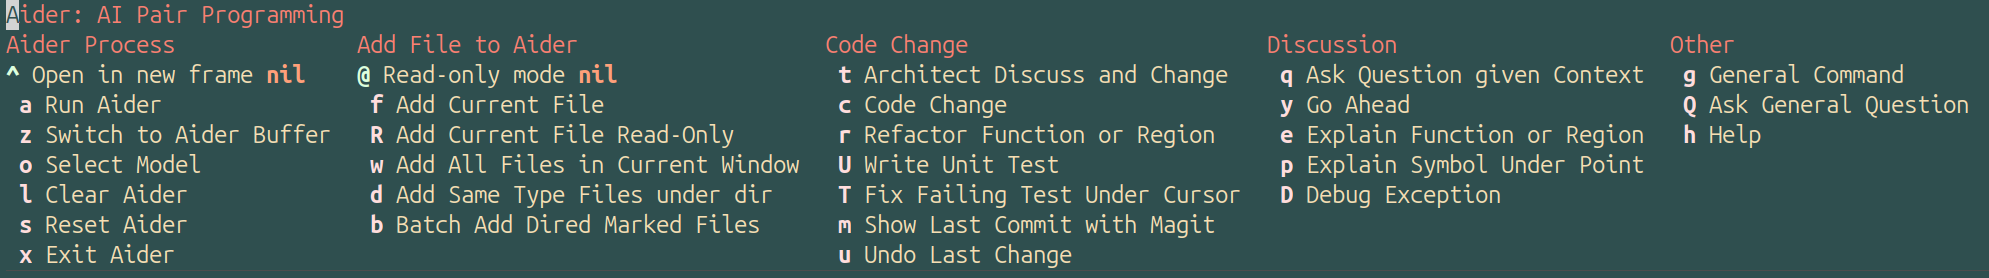 Aider: AI Pair Programming
Aider Process Add File to Aider Code Change Discussion Other
^ Open in new frame nil @ Read-only mode nil t Architect Discuss and Change q Ask Question given Context g General Command
a Run Aider f Add Current File c Code Change y Go Ahead Q Ask General Question
z Switch to Aider Buffer R Add Current File Read-Only r Refactor Function or Region e Explain Function or Region h Help
o Select Model w Add All Files in Current Window U Write Unit Test p Explain Symbol Under Point
l Clear Aider d Add Same Type Files under dir T Fix Failing Test Under Cursor D Debug Exception
s Reset Aider b Batch Add Dired Marked Files m Show Last Commit with Magit
x Exit Aider u Undo Last Change